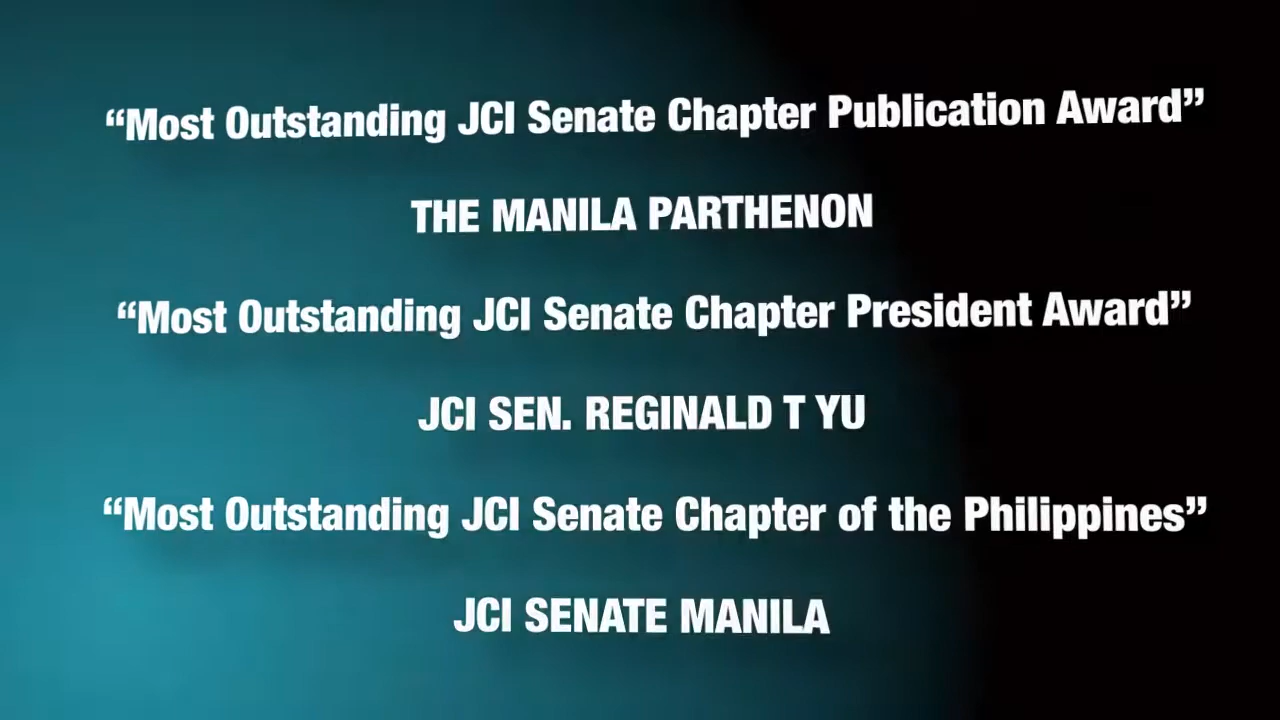 “Most Outstanding JCI Senate Chapter Publication Award”
THE MANILA PARTHENON
“Most Outstanding JCI Senate Chapter President Award”
JCI SEN. REGINALD T YU
“Most Outstanding JCI Senate Chapter of the Philippines”
JCI SENATE MANILA